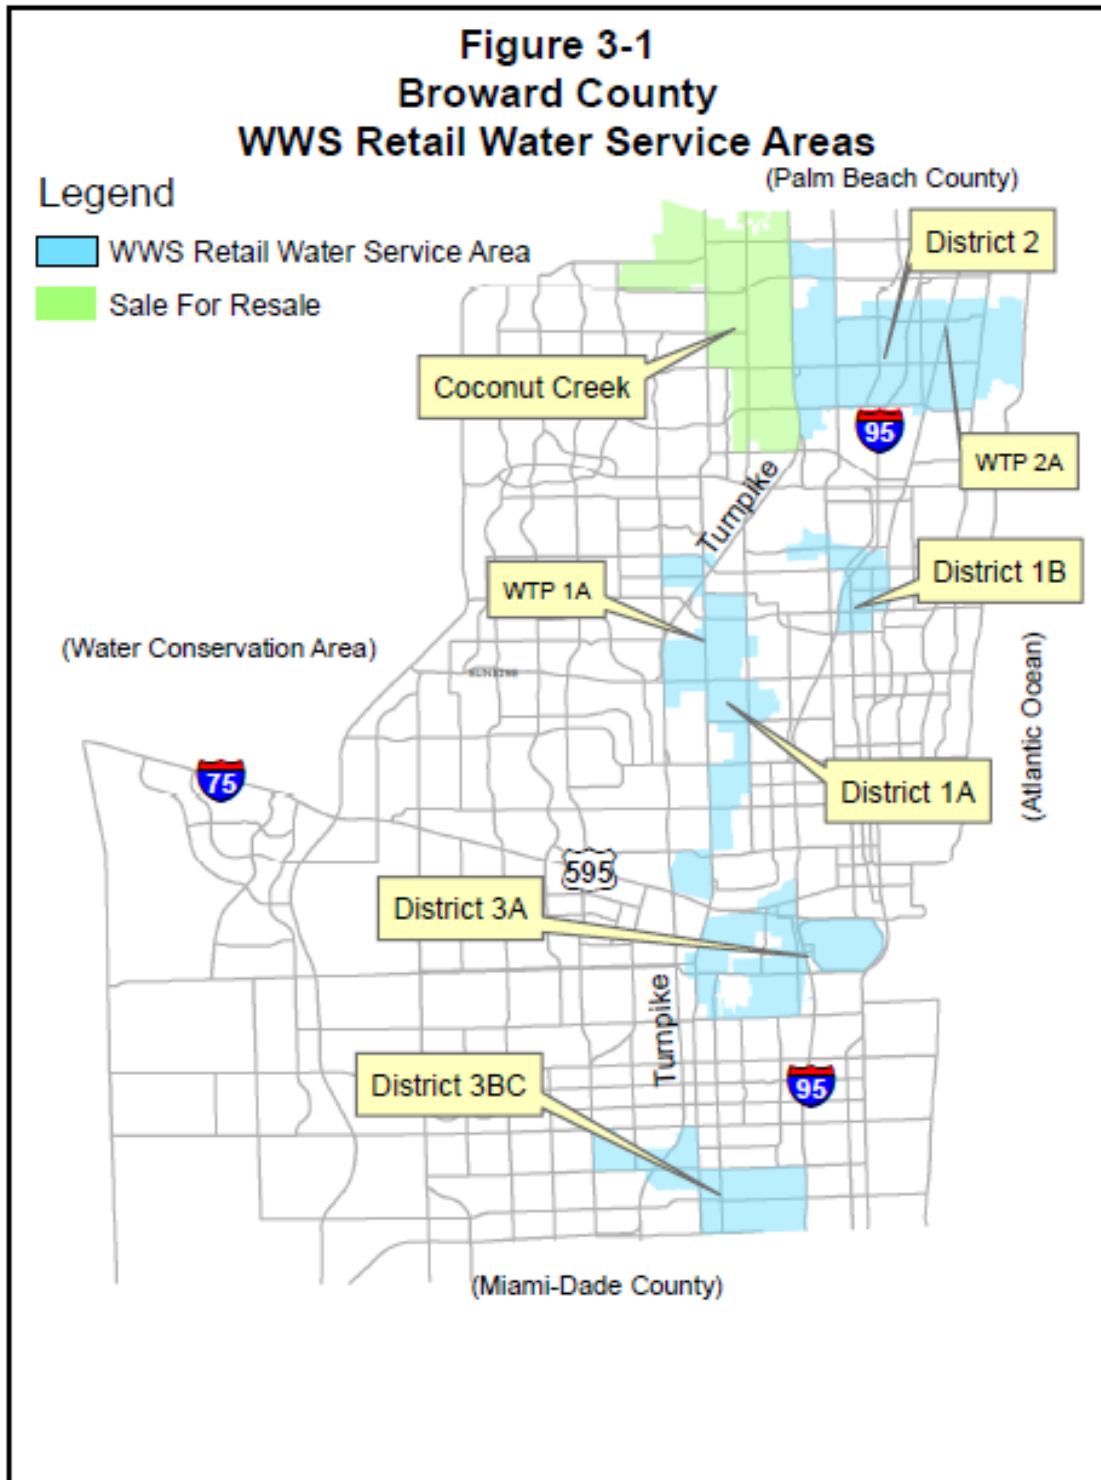 Figure 3-1
Broward County
WWS Retail Water Service Areas
(Palm Beach County)
Legend
WWS Retail Water Service Area
Sale For Resale
District 2
Coconut Creek
95
WTP 2A
Turnpike
WTP 1A
District 1B
(Water Conservation Area)
SUNRISE
(Atlantic Ocean)
75
District 1A
595
District 3A
Turnpike
District 3BC
95
(Miami-Dade County)